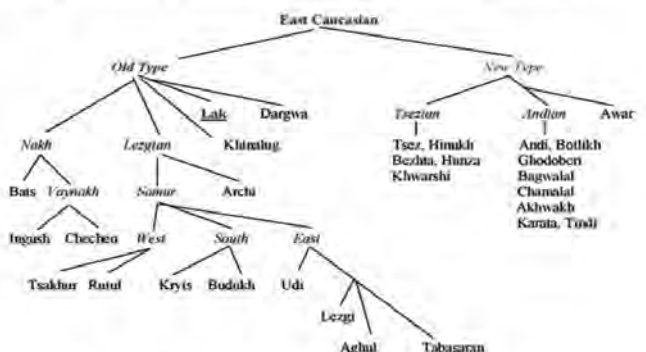 East Caucasian
Old Type New Type
Lak Dargwa Tsezian Andian Awar
Nakh Lezgian Khinalug Tsez, Hinukh Andi, Botlikh
Bezhta, Hunza Ghodoberi
Khwarshi Bagwalal
Bats Vaynakh Samur Archi Chamalal
Akhwakh
Karata, Tindi
Ingush Chechen West South East
Tsakhur Rutul Kryts Budukh Udi
Lezgi
Aghul Tabasaran